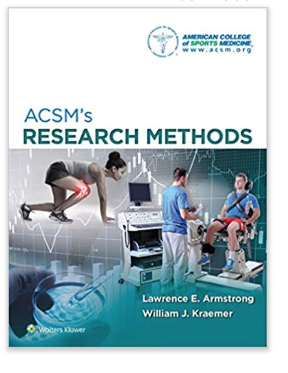 AMERICAN COLLEGE
of SPORTS MEDICINE
www.acsm.org
ACSM's
RESEARCH METHODS
Lawrence E. Armstrong
William J. Kraemer
Wolters Kluwer